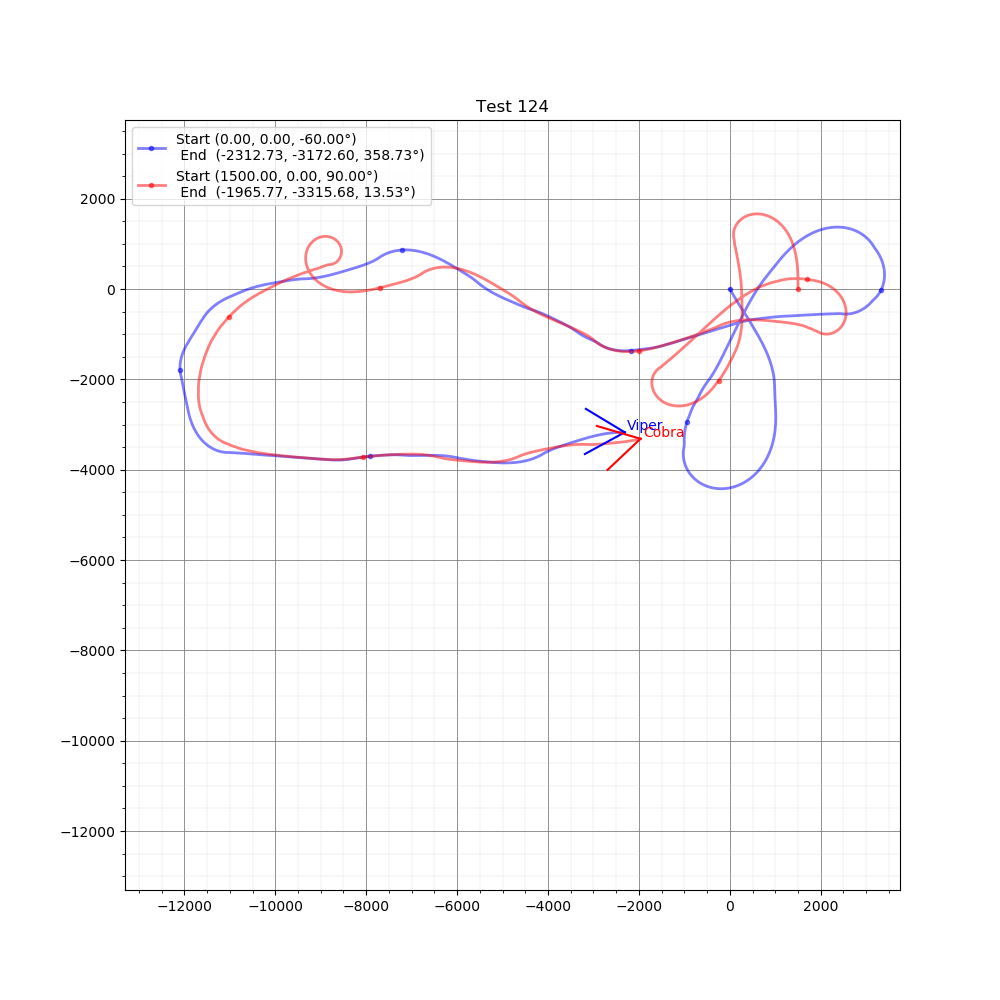 Test 124
Start (0.00, 0.00, -60.00°)
End  (-2312.73, -3172.60, 358.73°)
Start (1500.00, 0.00, 90.00°)
End  (-1965.77, -3315.68, 13.53°)
2000
0
−2000
−4000
−6000
−8000
−10000
−12000
Viper
Cobra
−12000 −10000 −8000 −6000 −4000 −2000 0 2000